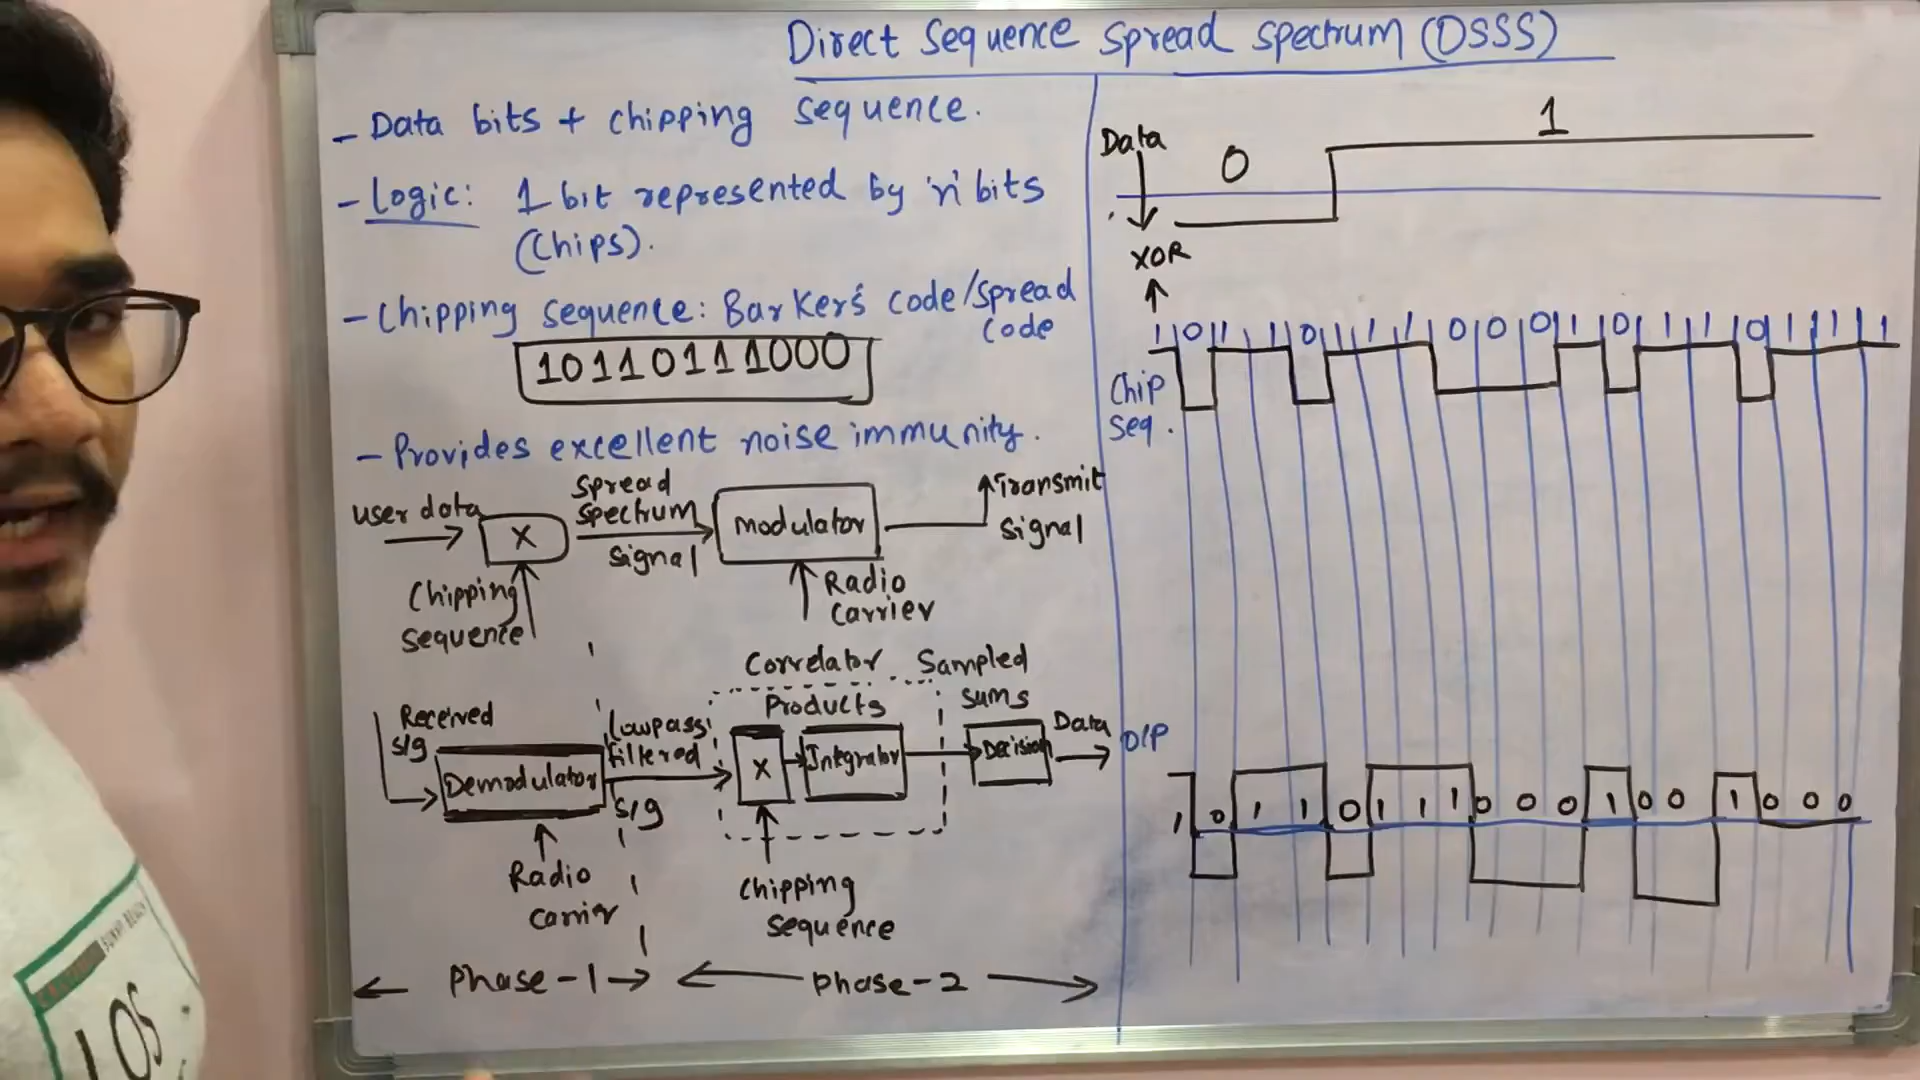 Direct Sequence Spread Spectrum (DSSS)
- Data bits + chipping sequence.
- Logic: 1 bit represented by 'n' bits
(Chips).
- Chipping sequence: Barker's code/spread
code
10110111000
- Provides excellent noise immunity.
user data
X
Spread
Spectrum
Signal
Modulator
Transmit
Signal
Chipping
sequence
Radio
carrier
Correlator
Sampled
sums
Products
Received
s/g
Demodulator
Lowpass
filtered
s/g
X
Integrator
Decision
Data
Radio
carrier
Chipping
sequence
Phase-1
Phase-2
Data
0
1
XOR
1 0 1 1 0 1 1 1 0 0 0 1 0 1 1 0 1 1 1
Chip
Seq.
O/P
1 0 1 1 0 1 1 1 0 0 0 1 0 0 1 0 0 0